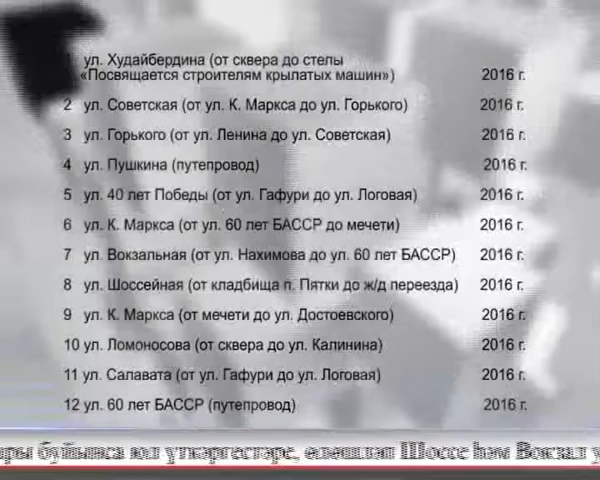 ул. Худайбердина (от сквера до стелы
«Посвящается строителям крылатых машин») 2016 г.
2 ул. Советская (от ул. К. Маркса до ул. Горького) 2016 г.
3 ул. Горького (от ул. Ленина до ул. Советская) 2016 г.
4 ул. Пушкина (путепровод) 2016 г.
5 ул. 40 лет Победы (от ул. Гафури до ул. Логовая) 2016 г.
6 ул. К. Маркса (от ул. 60 лет БАССР до мечети) 2016 г.
7 ул. Вокзальная (от ул. Нахимова до ул. 60 лет БАССР) 2016 г.
8 ул. Шоссейная (от кладбища п. Пятки до ж/д переезда) 2016 г.
9 ул. К. Маркса (от мечети до ул. Достоевского) 2016 г.
10 ул. Ломоносова (от сквера до ул. Калинина) 2016 г.
11 ул. Салавата (от ул. Гафури до ул. Логовая) 2016 г.
12 ул. 60 лет БАССР (путепровод) 2016 г.
буйынса юл үткәргестәре, Шоссе һәм Вокзал